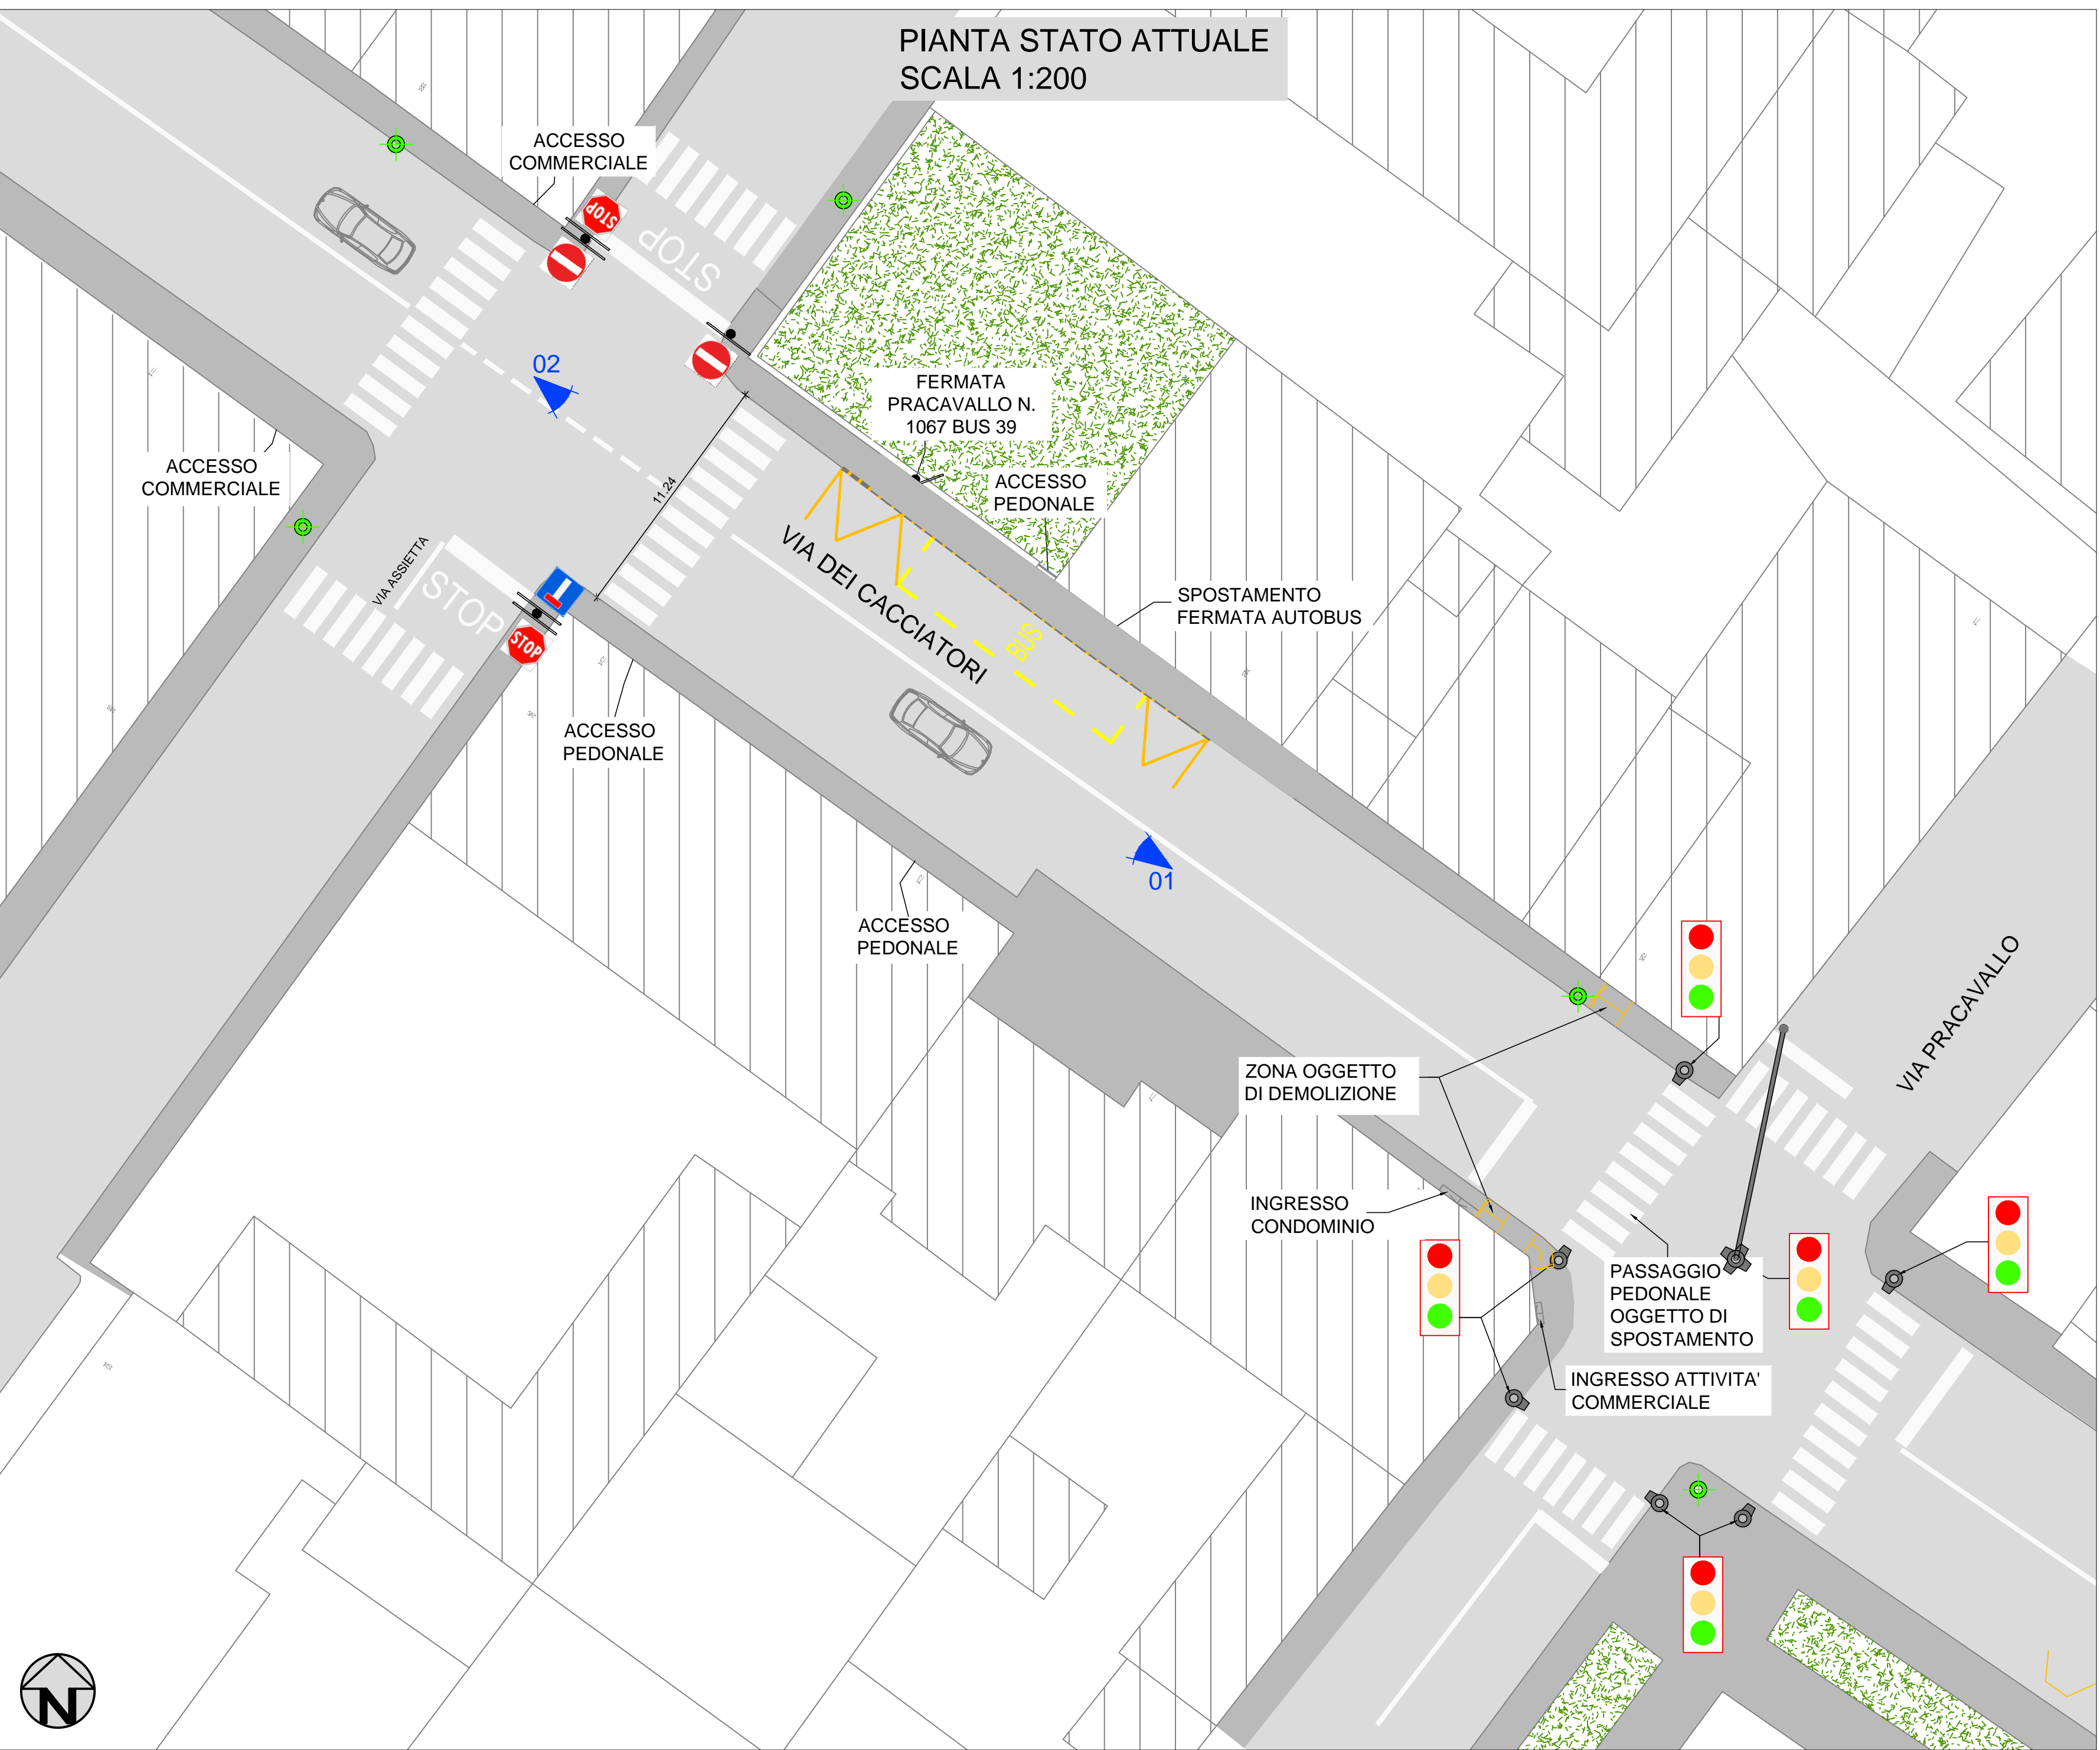 PIANTA STATO ATTUALE
SCALA 1:200
ACCESSO
COMMERCIALE
STOP
STOP
02
FERMATA
PRACAVALLO N.
1067 BUS 39
ACCESSO
PEDONALE
ACCESSO
COMMERCIALE
11.24
VIA ASSIETTA
STOP
STOP
VIA DEI CACCIATORI
BUS
SPOSTAMENTO
FERMATA AUTOBUS
ACCESSO
PEDONALE
01
ACCESSO
PEDONALE
VIA PRACAVALLO
ZONA OGGETTO
DI DEMOLIZIONE
INGRESSO
CONDOMINIO
PASSAGGIO
PEDONALE
OGGETTO DI
SPOSTAMENTO
INGRESSO ATTIVITA'
COMMERCIALE
N